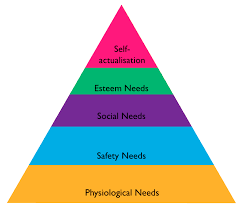 Self-
actualisation
Esteem Needs
Social Needs
Safety Needs
Physiological Needs